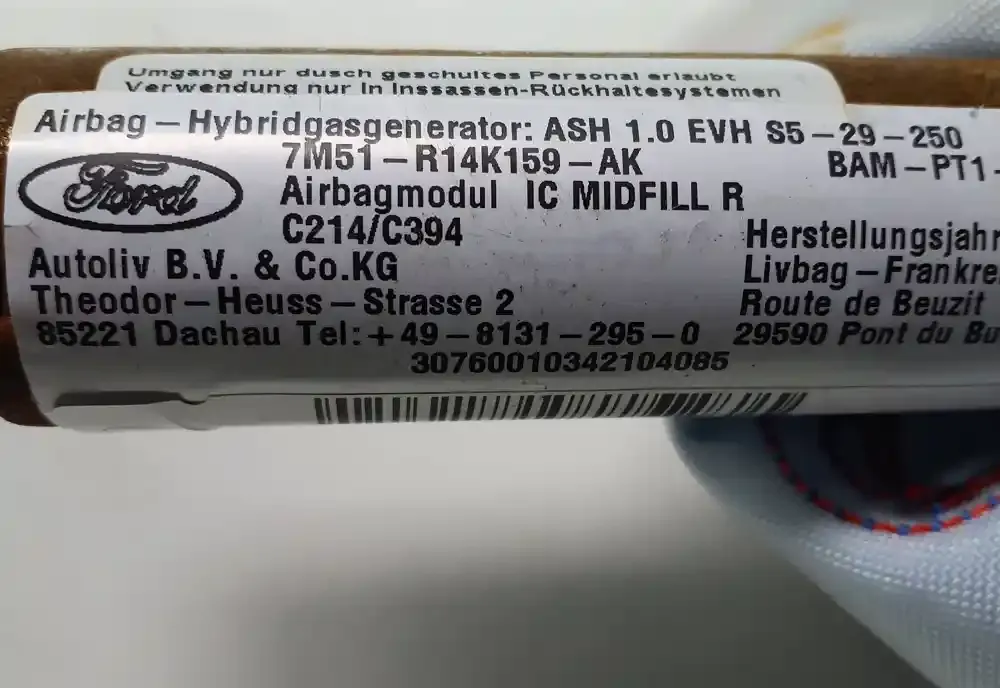 Umgang nur dusch geschultes Personal erlaubt
Verwendung nur in Inssassen-Rückhaltesystemen
Airbag-Hybridgasgenerator: ASH 1.0 EVH S5-29-250
7M51-R14K159-AK BAM-PT1-
Ford
Airbagmodul IC MIDFILL R
C214/C394 Herstellungsjahr
Autoliv B.V. & Co.KG Livbag-Frankre
Theodor-Heuss-Strasse 2 Route de Beuzit
85221 Dachau Tel:+49-8131-295-0 29590 Pont du Bu
30760010342104085